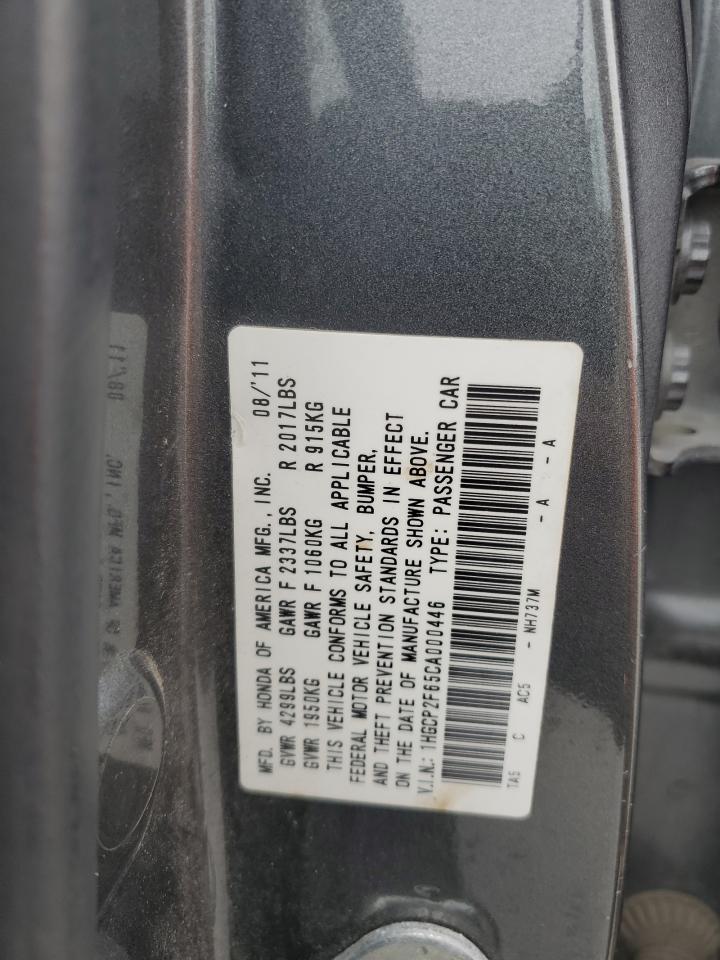 MFD. BY HONDA OF AMERICA MFG., INC. 08/'11
GVWR 4299LBS GAWR F 2337LBS R 2017LBS
GVWR 1950KG GAWR F 1060KG R 915KG
THIS VEHICLE CONFORMS TO ALL APPLICABLE
FEDERAL MOTOR VEHICLE SAFETY, BUMPER,
AND THEFT PREVENTION STANDARDS IN EFFECT
ON THE DATE OF MANUFACTURE SHOWN ABOVE.
V.I.N.: 1HGCP2F65CA000446 TYPE: PASSENGER CAR
TA5 C AC5 - NH737M - A - A